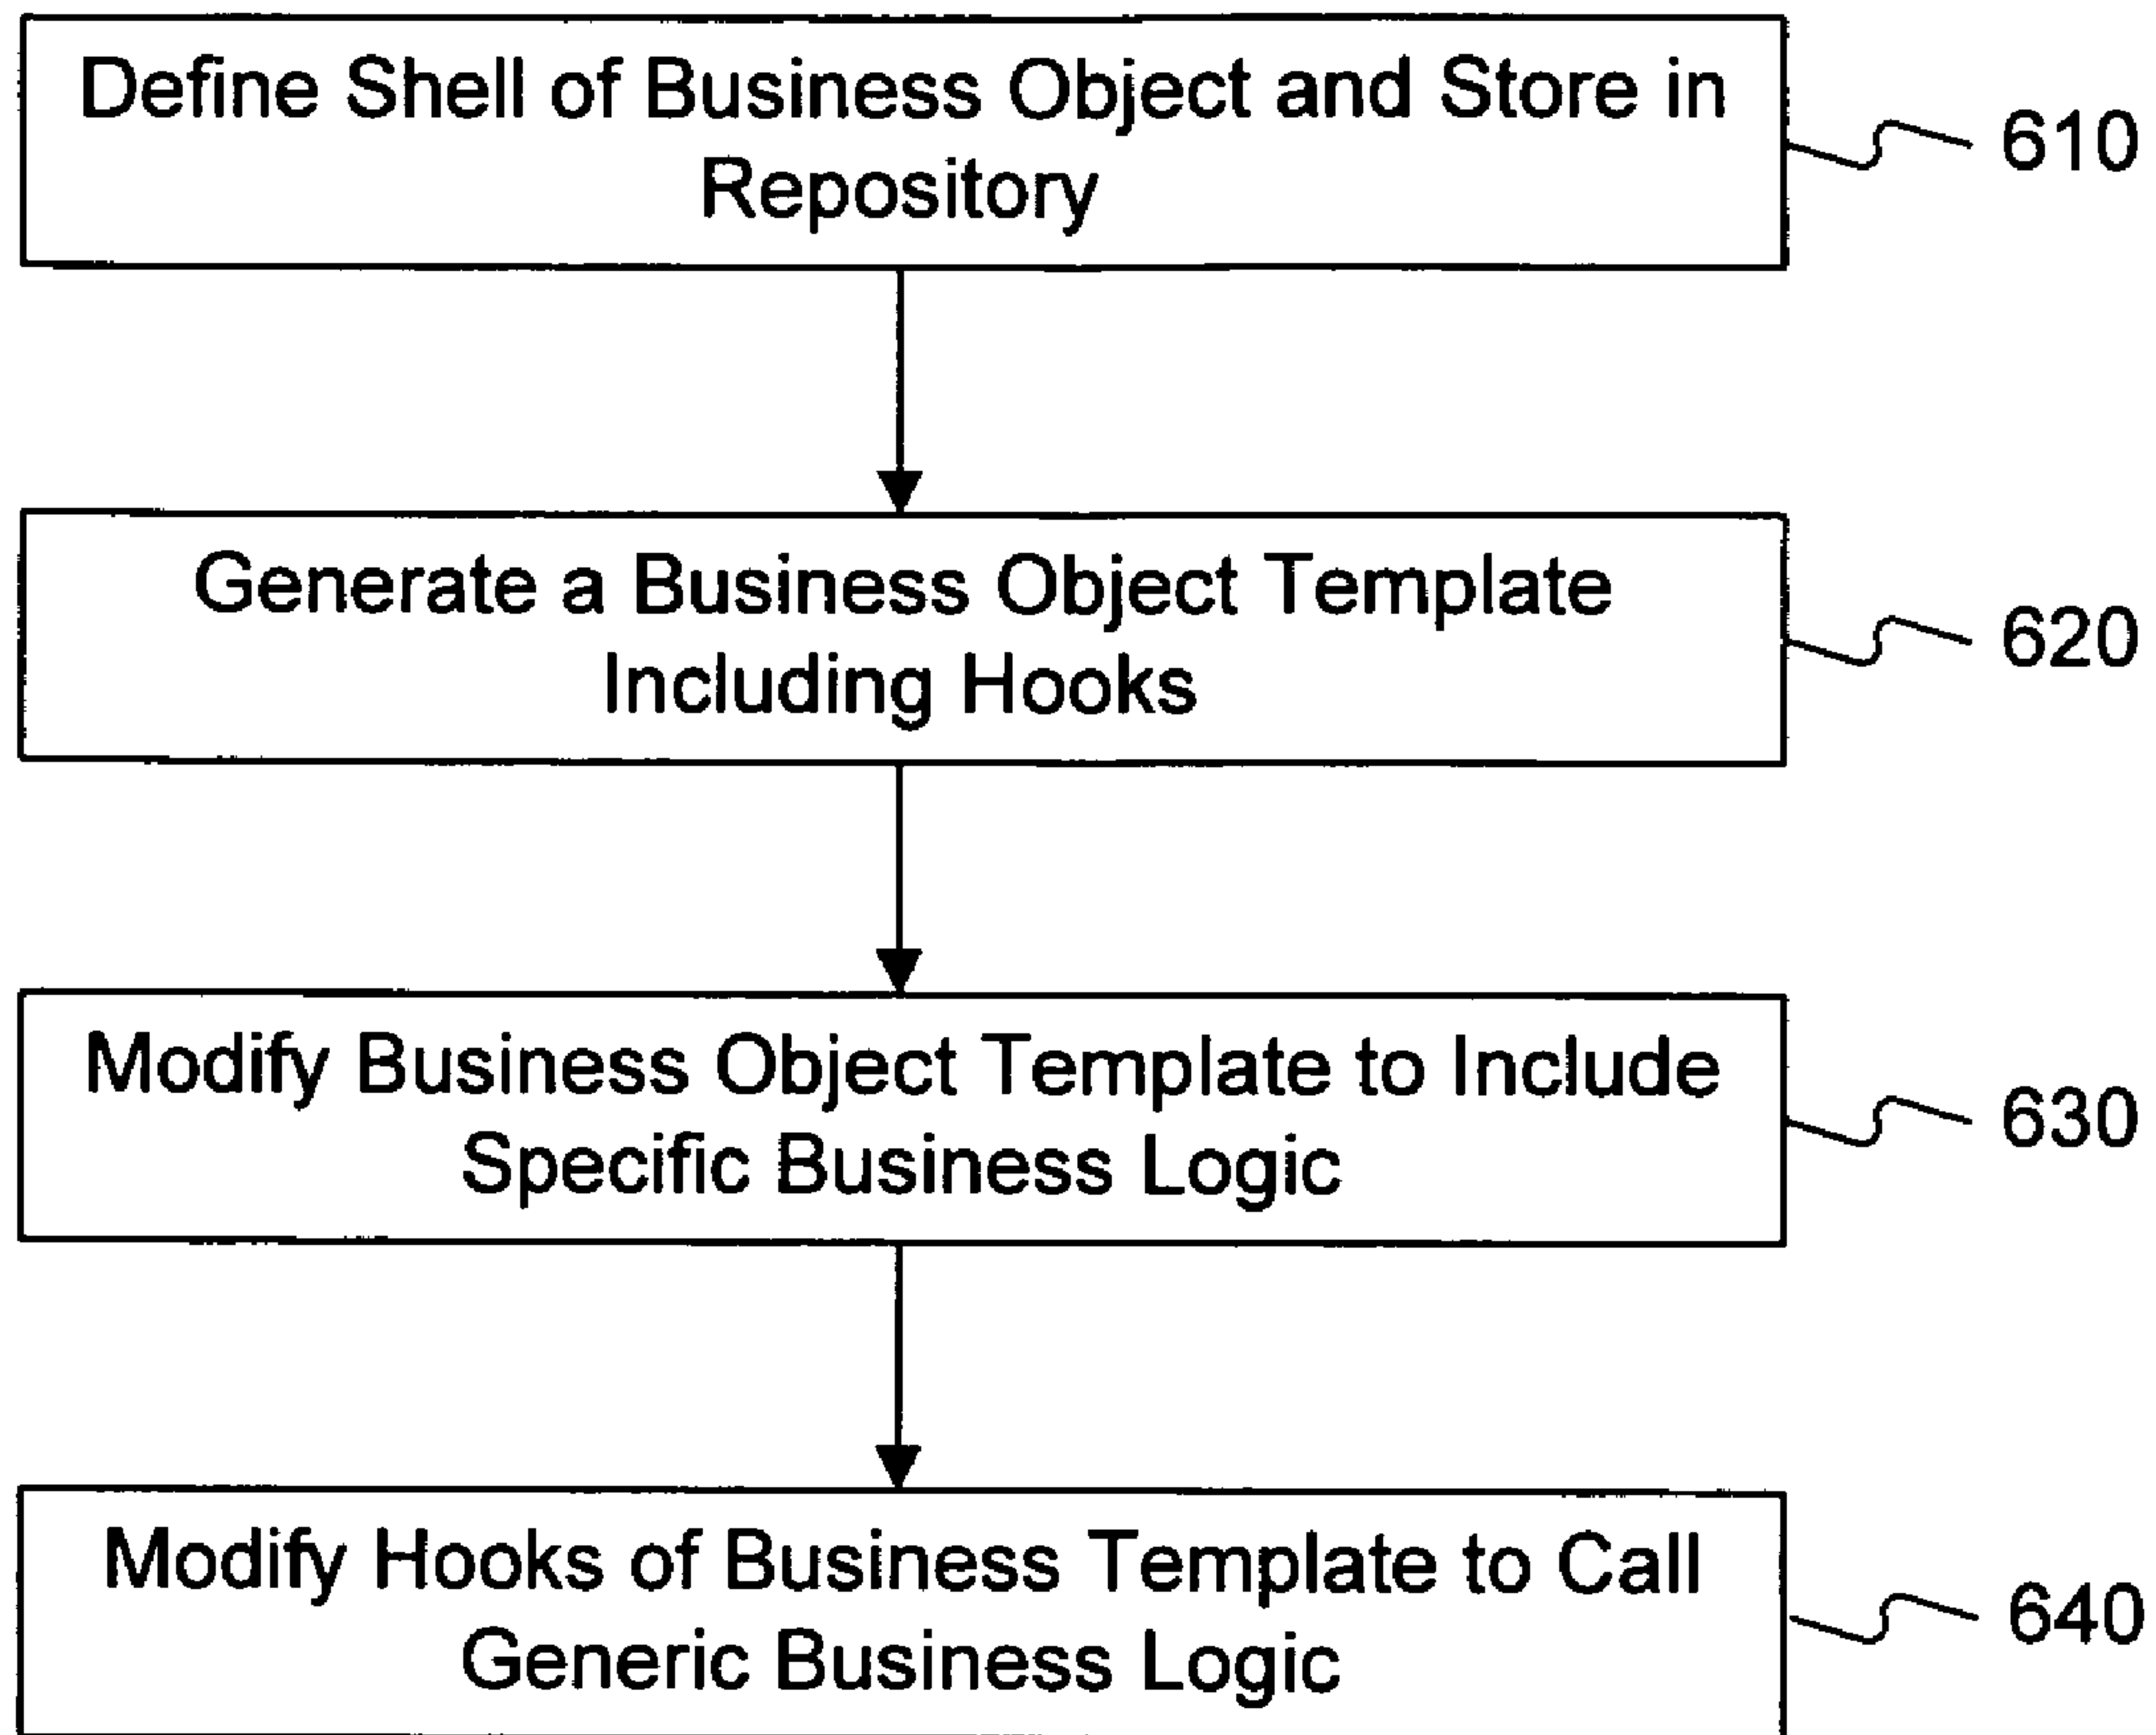 Define Shell of Business Object and Store in
Repository
610
Generate a Business Object Template
Including Hooks
620
Modify Business Object Template to Include
Specific Business Logic
630
Modify Hooks of Business Template to Call
Generic Business Logic
640